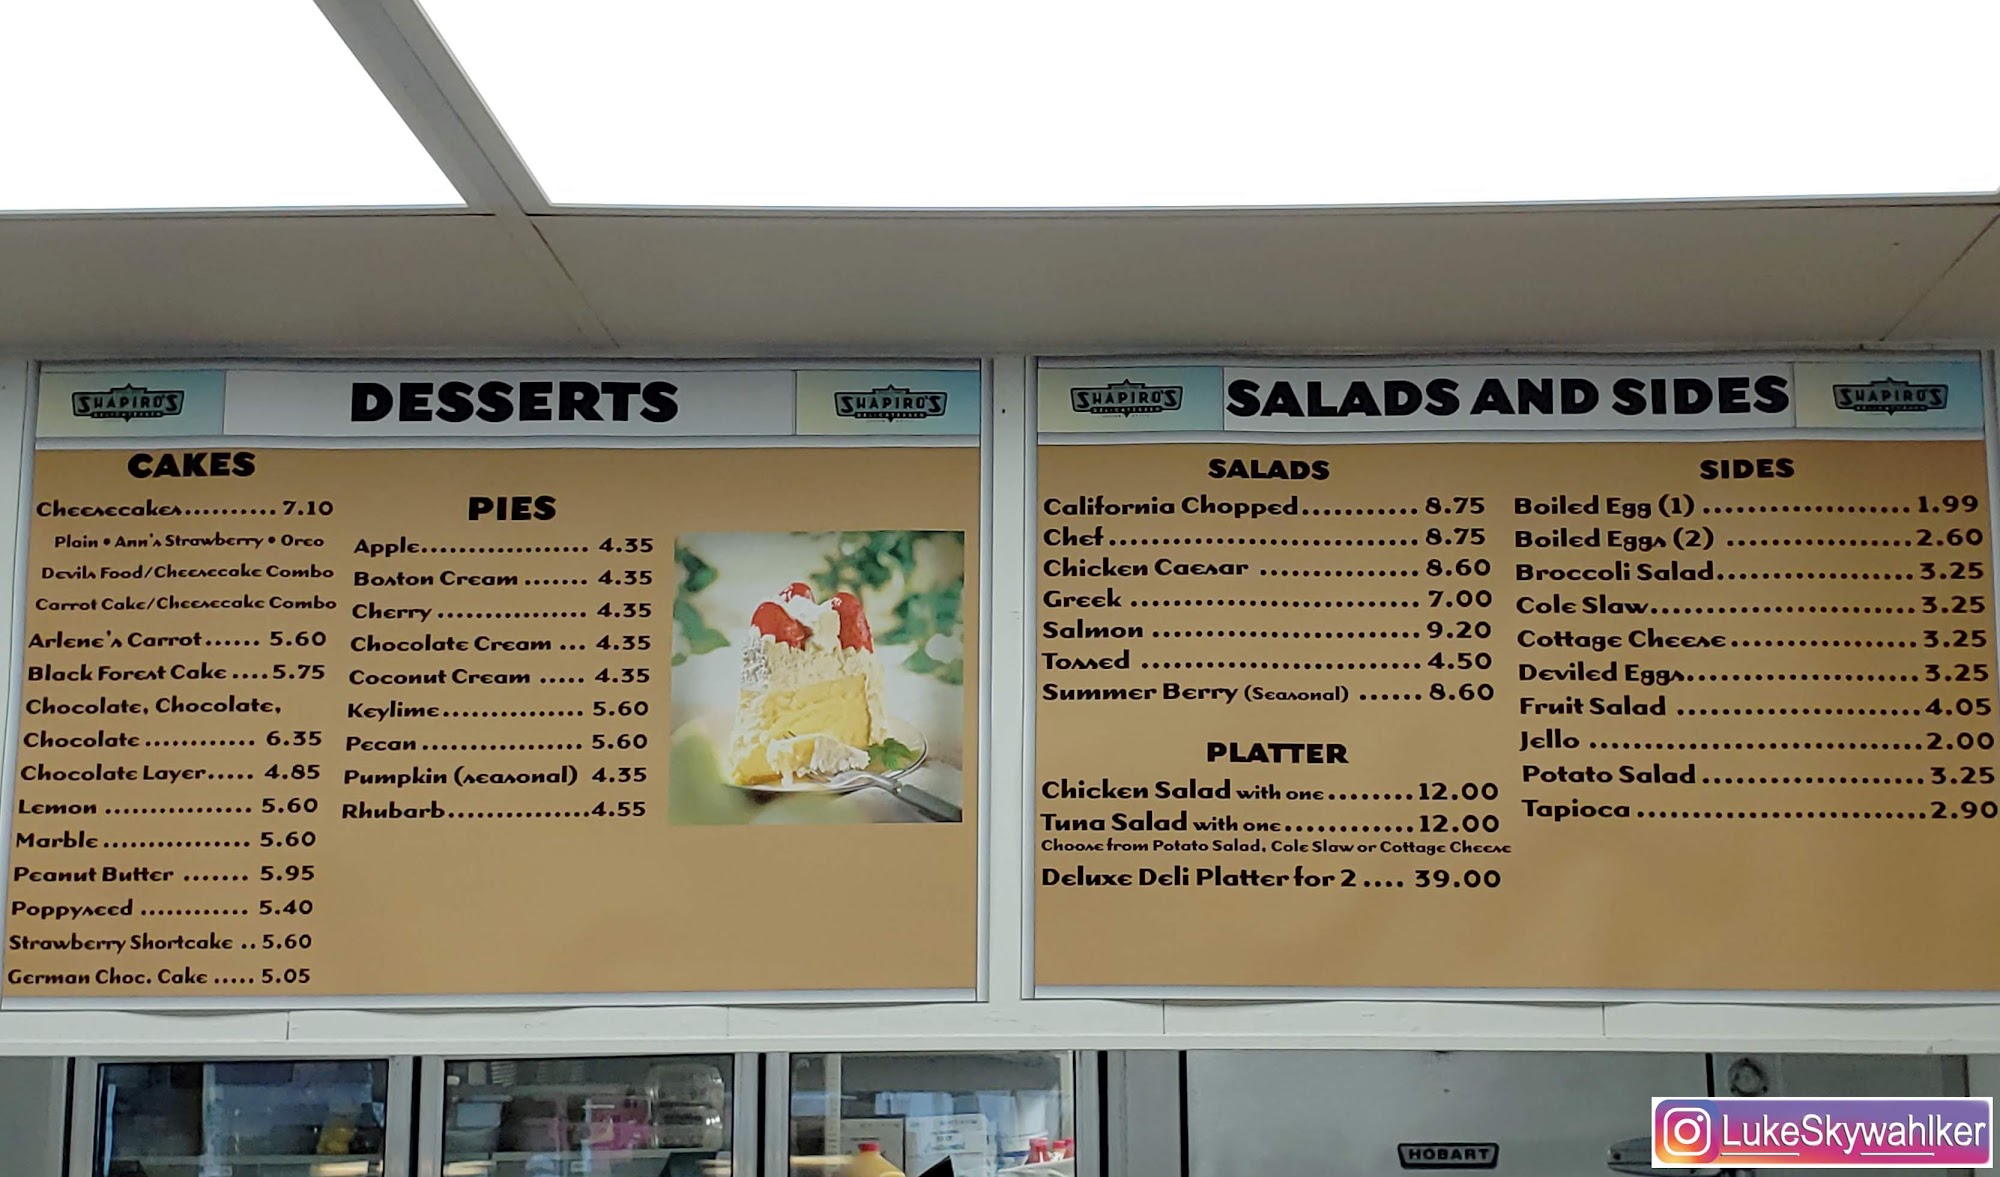 SHAPIRO'S
DELICATESSEN
DESSERTS
SHAPIRO'S
DELICATESSEN
CAKES
Cheesecakes.......... 7.10
Plain • Ann's Strawberry • Oreo
Devils Food/Cheesecake Combo
Carrot Cake/Cheesecake Combo
Arlene's Carrot...... 5.60
Black Forest Cake ....5.75
Chocolate, Chocolate,
Chocolate............ 6.35
Chocolate Layer..... 4.85
Lemon ................ 5.60
Marble................ 5.60
Peanut Butter ....... 5.95
Poppyseed ............ 5.40
Strawberry Shortcake .. 5.60
German Choc. Cake ..... 5.05
PIES
Apple.................. 4.35
Boston Cream ....... 4.35
Cherry ................ 4.35
Chocolate Cream ... 4.35
Coconut Cream ..... 4.35
Keylime............... 5.60
Pecan ................. 5.60
Pumpkin (seasonal) 4.35
Rhubarb...............4.55
SHAPIRO'S
DELICATESSEN
SALADS AND SIDES
SHAPIRO'S
DELICATESSEN
SALADS
California Chopped........... 8.75
Chef.............................. 8.75
Chicken Caesar ............... 8.60
Greek ........................... 7.00
Salmon ......................... 9.20
Tossed .......................... 4.50
Summer Berry (Seasonal) ...... 8.60
PLATTER
Chicken Salad with one........12.00
Tuna Salad with one............12.00
Choose from Potato Salad, Cole Slaw or Cottage Cheese
Deluxe Deli Platter for 2 .... 39.00
SIDES
Boiled Egg (1) ...................1.99
Boiled Eggs (2) .................2.60
Broccoli Salad...................3.25
Cole Slaw.........................3.25
Cottage Cheese.................3.25
Deviled Eggs.....................3.25
Fruit Salad ......................4.05
Jello ..............................2.00
Potato Salad.....................3.25
Tapioca ..........................2.90
HOBART
LukeSkywahlker